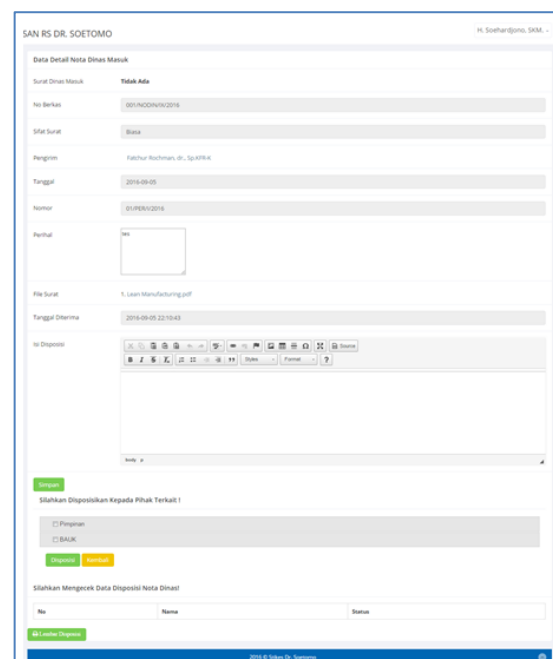 SAN RS DR. SOETOMO
H. Soehardjono, SKM.
Data Detail Nota Dinas Masuk
Surat Dinas Masuk Tidak Ada
No Berkas 001/NODIN/IX/2016
Sifat Surat Biasa
Pengirim Fatchur Rochman, dr., Sp.KFR-K
Tanggal 2016-09-05
Nomor 01/PER/I/2016
Perihal tes
File Surat 1. Lean Manufacturing.pdf
Tanggal Diterima 2016-09-05 22:10:43
Isi Disposisi
Source
B I S Styles Format ?
body p
Simpan
Silahkan Disposisikan Kepada Pihak Terkait !
Pimpinan
BAUK
Disposisi Kembali
Silahkan Mengecek Data Disposisi Nota Dinas!
No Nama Status
Lembar Disposisi
2016 © Stikes Dr. Soetomo